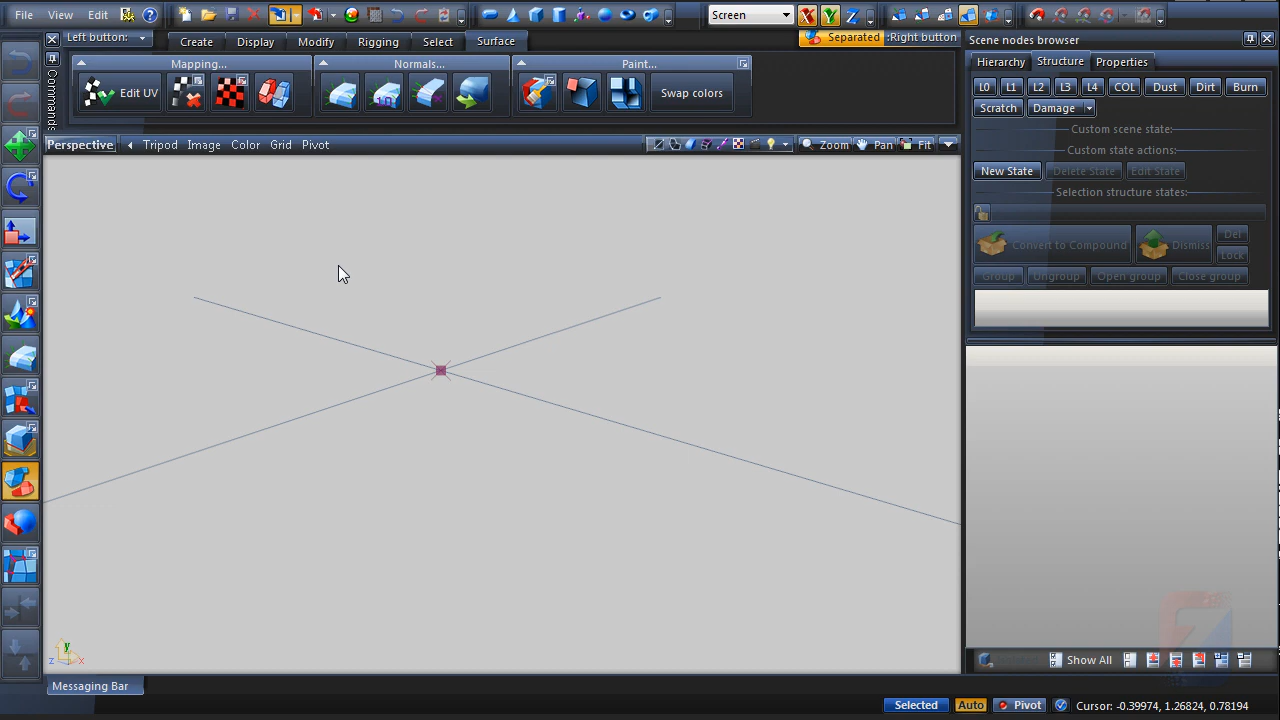 File View Edit Screen
Left button: Create Display Modify Rigging Select Surface Separated :Right button
Commands
Mapping... Normals... Paint...
Edit UV Swap colors
Perspective Tripod Image Color Grid Pivot Zoom Pan Fit
Scene nodes browser
Hierarchy Structure Properties
L0 L1 L2 L3 L4 COL Dust Dirt Burn
Scratch Damage
Custom scene state:
Custom state actions:
New State Delete State Edit State
Selection structure states:
Convert to Compound Dismiss Del
Lock
Group Ungroup Open group Close group
Show All
y
z x
Messaging Bar
Selected Auto Pivot Cursor: -0.39974, 1.26824, 0.78194